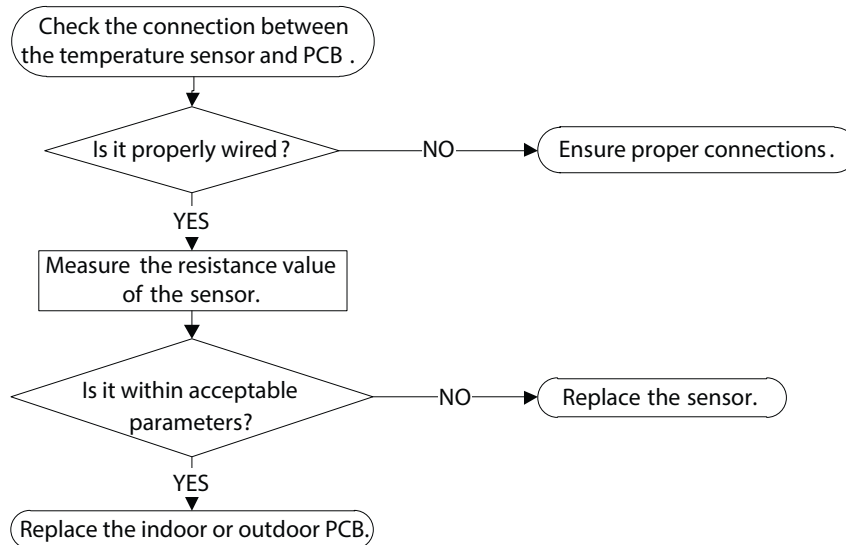 Check the connection between
the temperature sensor and PCB .
Is it properly wired ?
NO
Ensure proper connections .
YES
Measure the resistance value
of the sensor.
Is it within acceptable
parameters?
NO
Replace the sensor.
YES
Replace the indoor or outdoor PCB.